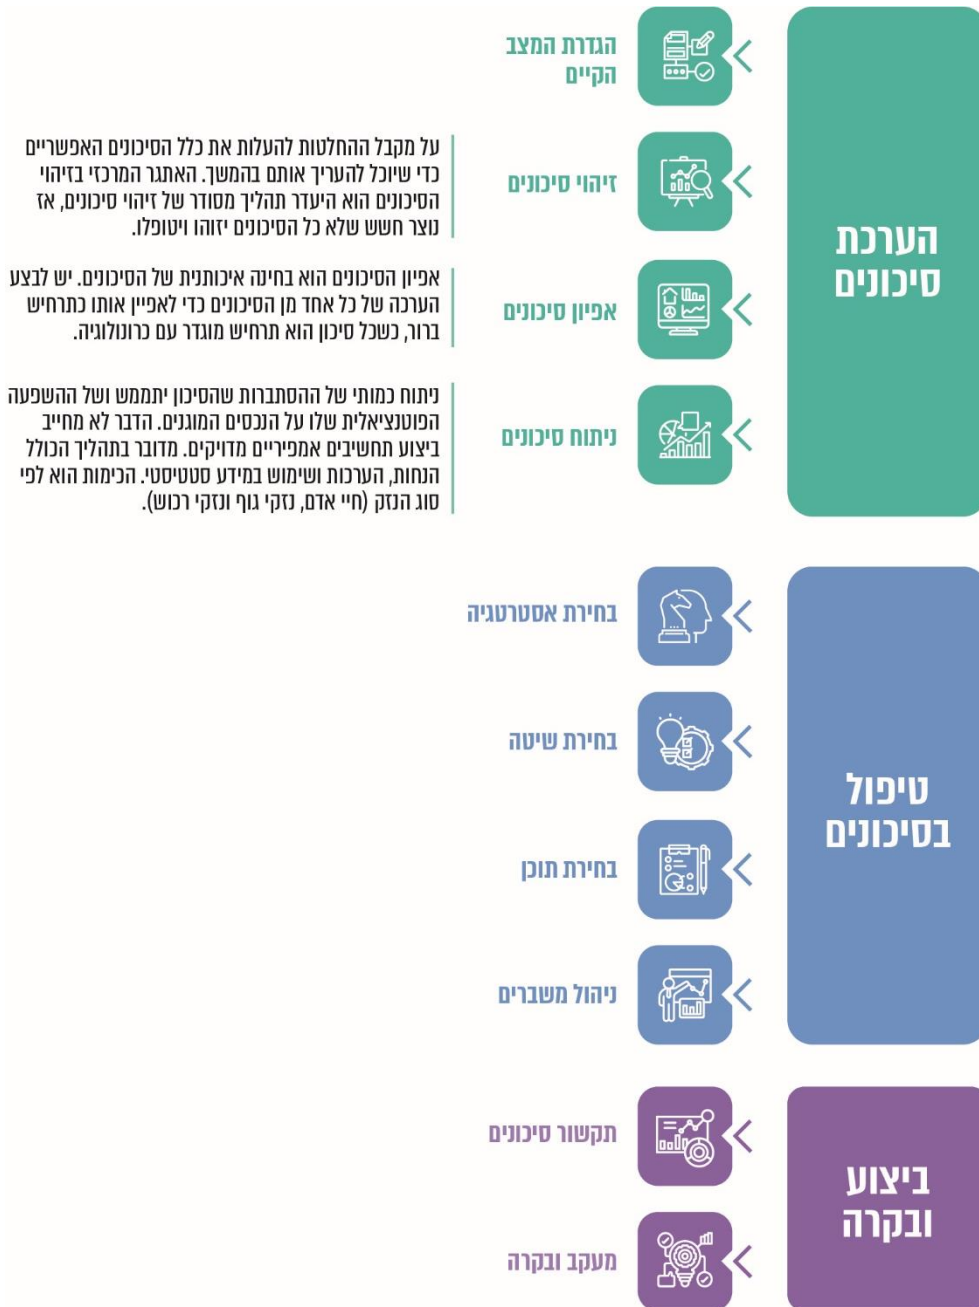 הערכת
סיכונים
הגדרת המצב
הקיים
זיהוי סיכונים
על מקבל ההחלטות להעלות את כלל הסיכונים האפשריים
כדי שיוכל להעריך אותם בהמשך. האתגר המרכזי בזיהוי
הסיכונים הוא היעדר תהליך מסודר של זיהוי סיכונים, אז
נוצר חשש שלא כל הסיכונים יזוהו ויטופלו.
אפיון סיכונים
אפיון הסיכונים הוא בחינה איכותנית של הסיכונים. יש לבצע
הערכה של כל אחד מן הסיכונים כדי לאפיין אותו כתרחיש
ברור, כשכל סיכון הוא תרחיש מוגדר עם כרונולוגיה.
ניתוח סיכונים
ניתוח כמותי של ההסתברות שהסיכון יתממש ושל ההשפעה
הפוטנציאלית שלו על הנכסים המוגנים. הדבר לא מחייב
ביצוע תחשיבים אמפיריים מדויקים. מדובר בתהליך הכולל
הנחות, הערכות ושימוש במידע סטטיסטי. הכימות הוא לפי
סוג הנזק (חיי אדם, נזקי גוף ונזקי רכוש).
טיפול
בסיכונים
בחירת אסטרטגיה
בחירת שיטה
בחירת תוכן
ניהול משברים
ביצוע
ובקרה
תקשור סיכונים
מעקב ובקרה